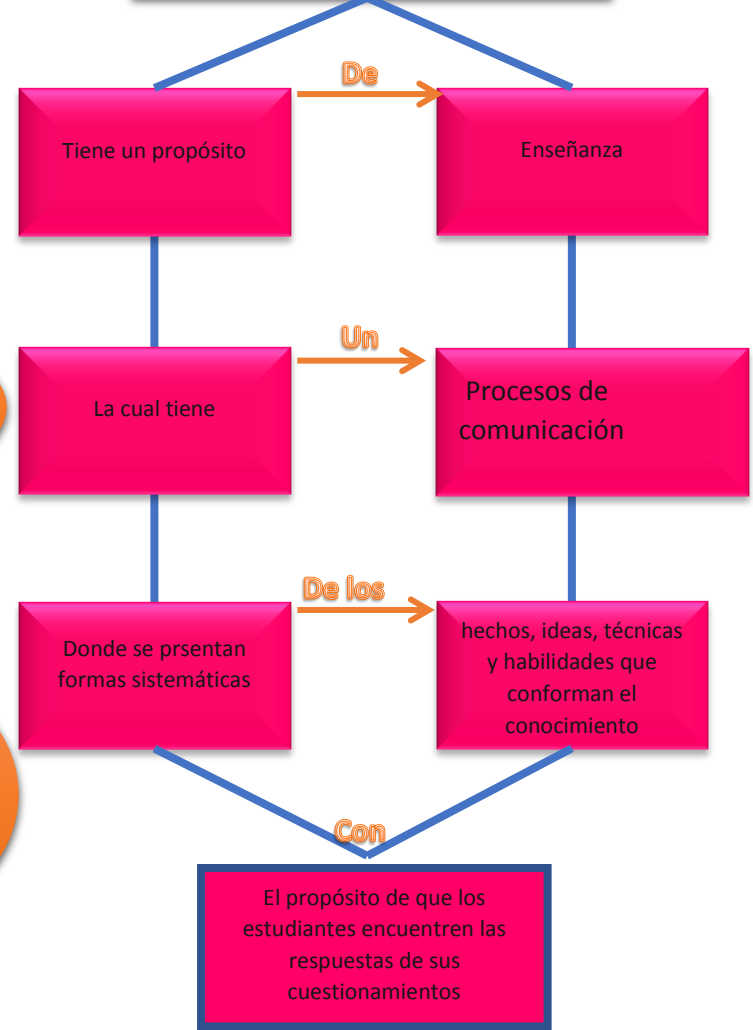 De
Tiene un propósito
Enseñanza
Un
La cual tiene
Procesos de
comunicación
De los
Donde se prsentan
formas sistemáticas
hechos, ideas, técnicas
y habilidades que
conforman el
conocimiento
Con
El propósito de que los
estudiantes encuentren las
respuestas de sus
cuestionamientos